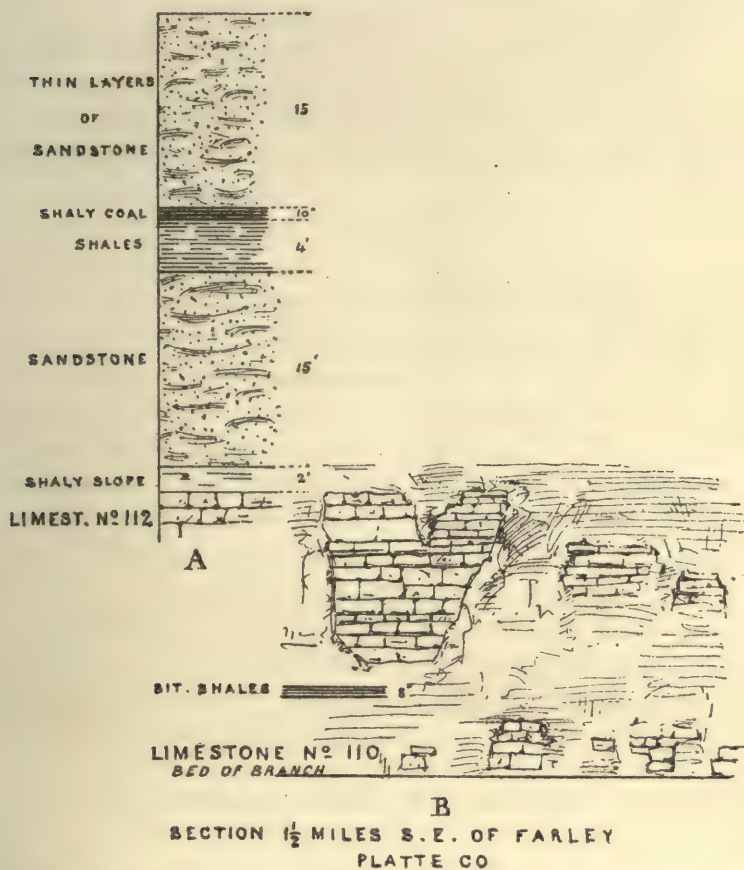 THIN LAYERS
OF
SANDSTONE
15
SHALY COAL
10"
SHALES
4'
SANDSTONE
15'
SHALY SLOPE
2'
LIMEST. Nº 112
A
BIT. SHALES
8"
LIMESTONE Nº 110
BED OF BRANCH
B
SECTION 1½ MILES S.E. OF FARLEY
PLATTE CO